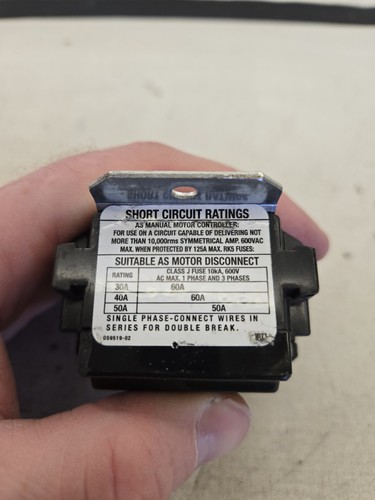 SHORT CIRCUIT RATINGS
AS MANUAL MOTOR CONTROLLER:
FOR USE ON A CIRCUIT CAPABLE OF DELIVERING NOT
MORE THAN 10,000rms SYMMETRICAL AMP, 600VAC
MAX. WHEN PROTECTED BY 125A MAX. RK5 FUSES:
SUITABLE AS MOTOR DISCONNECT
RATING CLASS J FUSE 10kA, 600V
AC MAX. 1 PHASE AND 3 PHASES
30A 60A
40A 60A
50A 50A
SINGLE PHASE-CONNECT WIRES IN
SERIES FOR DOUBLE BREAK.